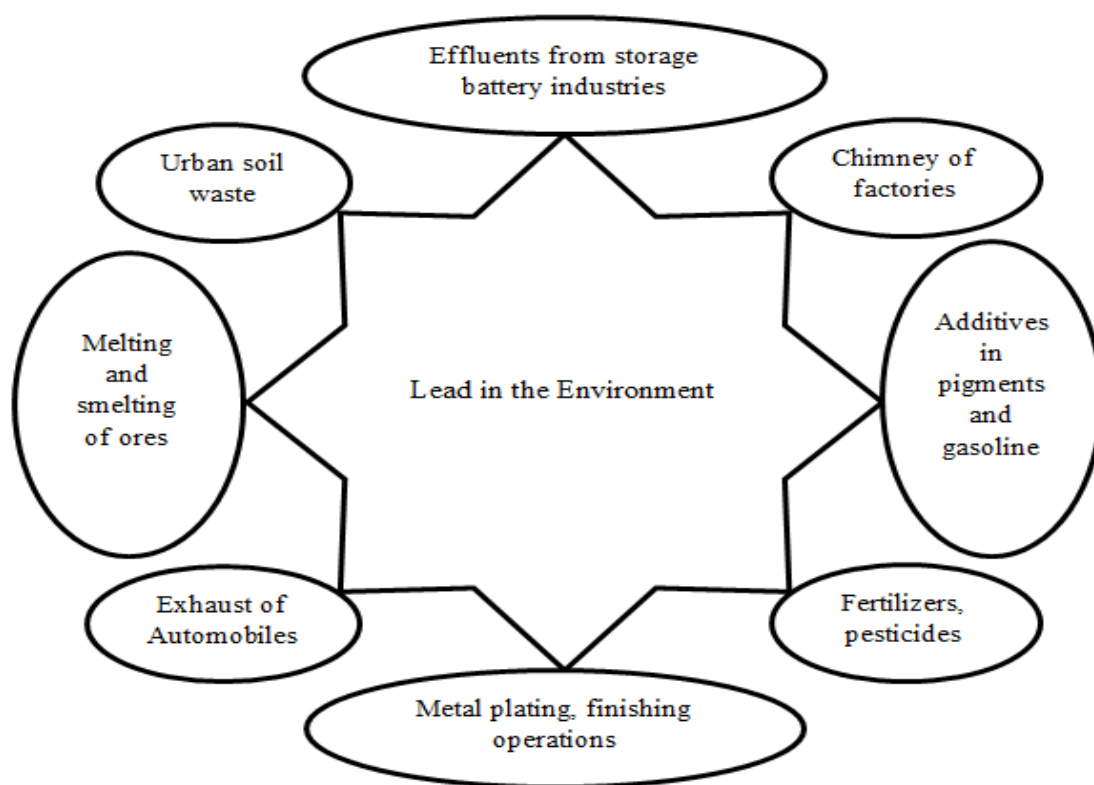 Effluents from storage
battery industries
Urban soil
waste
Chimney of
factories
Melting
and
smelting
of ores
Lead in the Environment
Additives
in
pigments
and
gasoline
Exhaust of
Automobiles
Fertilizers,
pesticides
Metal plating, finishing
operations